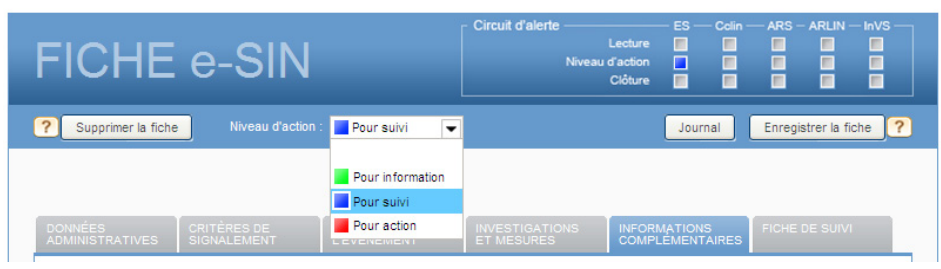 Circuit d'alerte ES Cclin ARS ARLIN InVS
Lecture
FICHE e-SIN
Niveau d'action
Clôture
? Supprimer la fiche Niveau d'action : Pour suivi Journal Enregistrer la fiche ?
Pour information
Pour suivi
Pour action
DONNÉES
ADMINISTRATIVES
CRITÈRES DE
SIGNALEMENT
L'ÉVÈNEMENT
INVESTIGATIONS
ET MESURES
INFORMATIONS
COMPLÉMENTAIRES
FICHE DE SUIVI